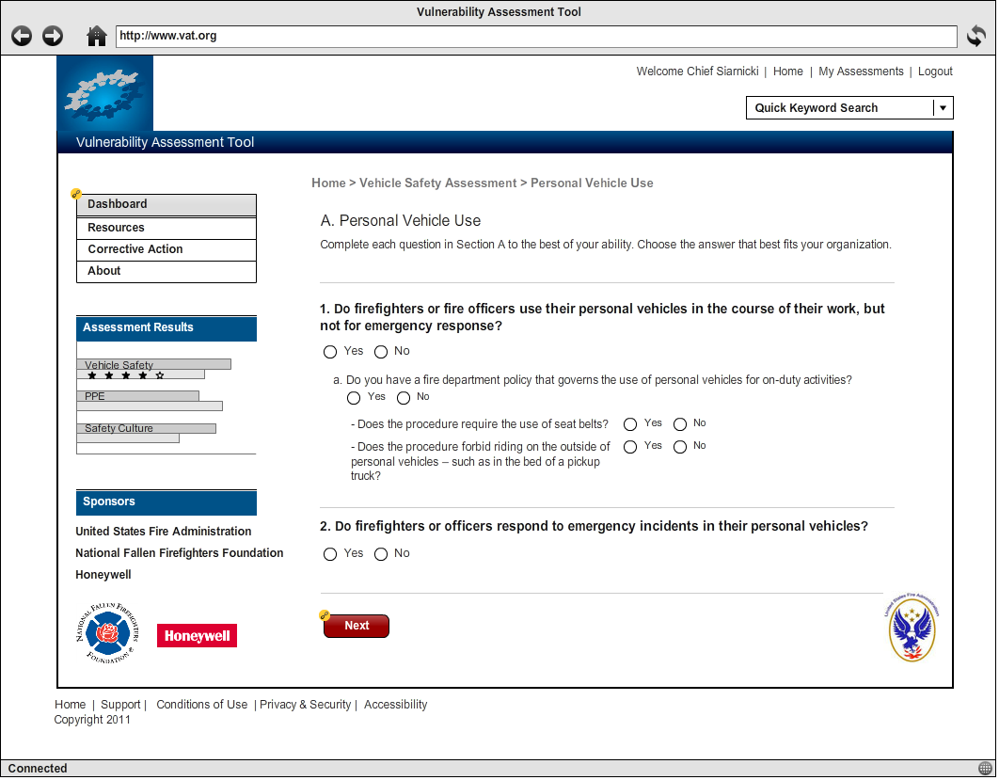 Vulnerability Assessment Tool
http://www.vat.org
Welcome Chief Siarnicki | Home | My Assessments | Logout
Quick Keyword Search
Vulnerability Assessment Tool
Home > Vehicle Safety Assessment > Personal Vehicle Use
Dashboard
Resources
Corrective Action
About
Assessment Results
Vehicle Safety
PPE
Safety Culture
Sponsors
United States Fire Administration
National Fallen Firefighters Foundation
Honeywell
NATIONAL FALLEN FIREFIGHTERS
FOUNDATION ®
Honeywell
A. Personal Vehicle Use
Complete each question in Section A to the best of your ability. Choose the answer that best fits your organization.
1. Do firefighters or fire officers use their personal vehicles in the course of their work, but
not for emergency response?
Yes No
a. Do you have a fire department policy that governs the use of personal vehicles for on-duty activities?
Yes No
- Does the procedure require the use of seat belts? Yes No
- Does the procedure forbid riding on the outside of Yes No
personal vehicles – such as in the bed of a pickup
truck?
2. Do firefighters or officers respond to emergency incidents in their personal vehicles?
Yes No
Next
United States Fire Administration
Home | Support | Conditions of Use | Privacy & Security | Accessibility
Copyright 2011
Connected